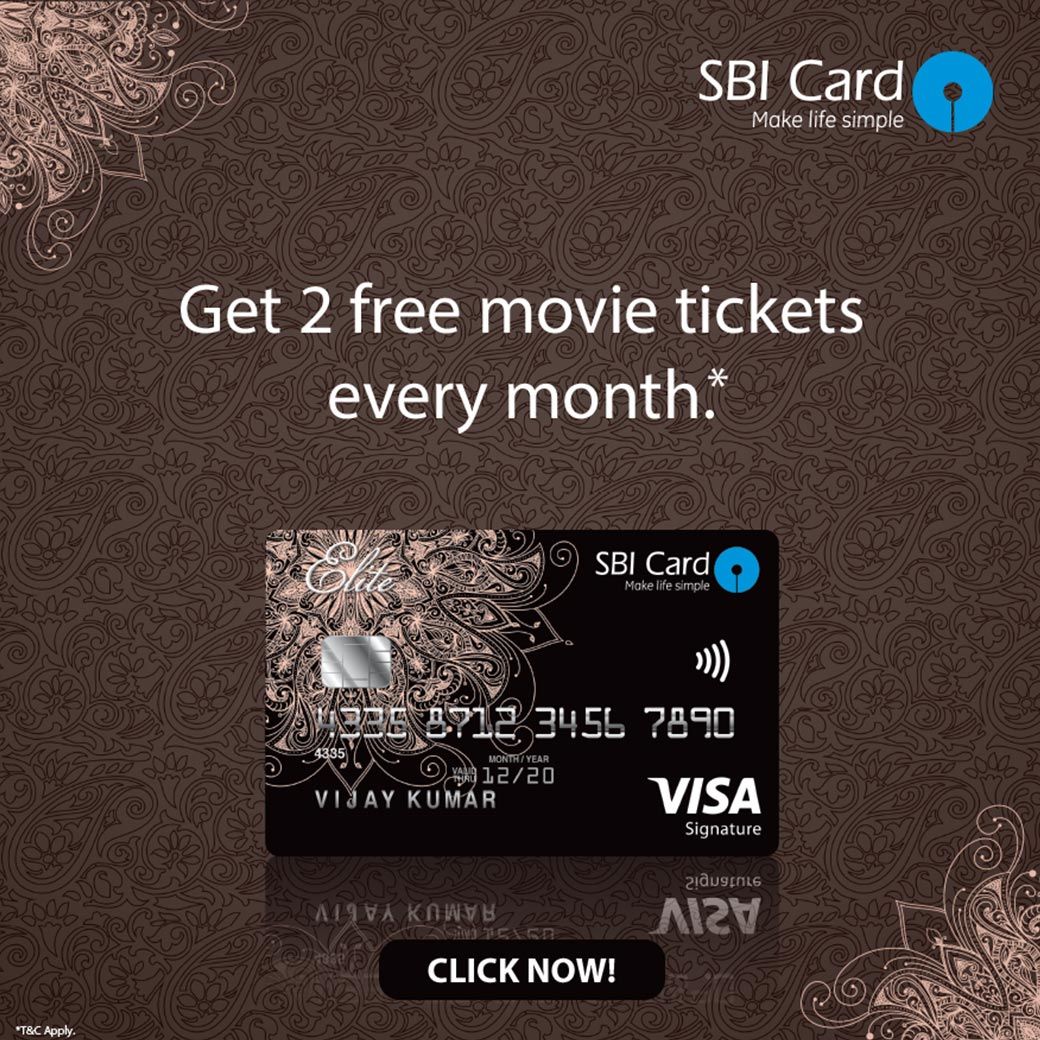 SBI Card
Make life simple
Get 2 free movie tickets
every month.*
Elite
SBI Card
Make life simple
4335 8712 3456 7890
4335
MONTH / YEAR
VALID THRU 12/20
VIJAY KUMAR
VISA
Signature
CLICK NOW!
*T&C Apply.